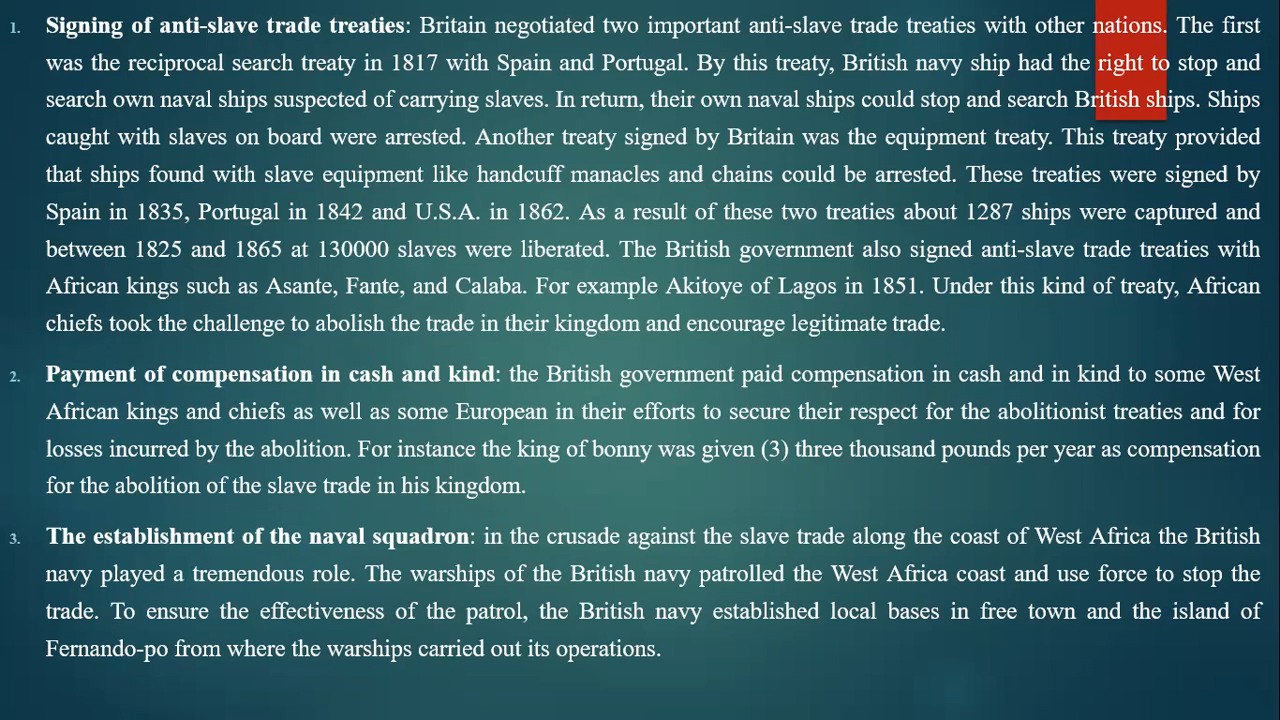 1. Signing of anti-slave trade treaties: Britain negotiated two important anti-slave trade treaties with other nations. The first
was the reciprocal search treaty in 1817 with Spain and Portugal. By this treaty, British navy ship had the right to stop and
search own naval ships suspected of carrying slaves. In return, their own naval ships could stop and search British ships. Ships
caught with slaves on board were arrested. Another treaty signed by Britain was the equipment treaty. This treaty provided
that ships found with slave equipment like handcuff manacles and chains could be arrested. These treaties were signed by
Spain in 1835, Portugal in 1842 and U.S.A. in 1862. As a result of these two treaties about 1287 ships were captured and
between 1825 and 1865 at 130000 slaves were liberated. The British government also signed anti-slave trade treaties with
African kings such as Asante, Fante, and Calaba. For example Akitoye of Lagos in 1851. Under this kind of treaty, African
chiefs took the challenge to abolish the trade in their kingdom and encourage legitimate trade.
2. Payment of compensation in cash and kind: the British government paid compensation in cash and in kind to some West
African kings and chiefs as well as some European in their efforts to secure their respect for the abolitionist treaties and for
losses incurred by the abolition. For instance the king of bonny was given (3) three thousand pounds per year as compensation
for the abolition of the slave trade in his kingdom.
3. The establishment of the naval squadron: in the crusade against the slave trade along the coast of West Africa the British
navy played a tremendous role. The warships of the British navy patrolled the West Africa coast and use force to stop the
trade. To ensure the effectiveness of the patrol, the British navy established local bases in free town and the island of
Fernando-po from where the warships carried out its operations.